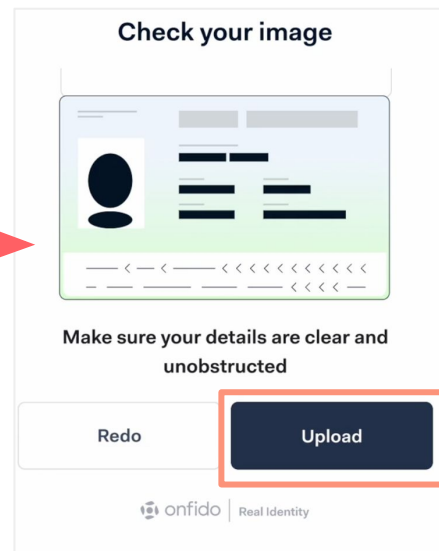 Check your image
Make sure your details are clear and
unobstructed
Redo
Upload
onfido | Real Identity